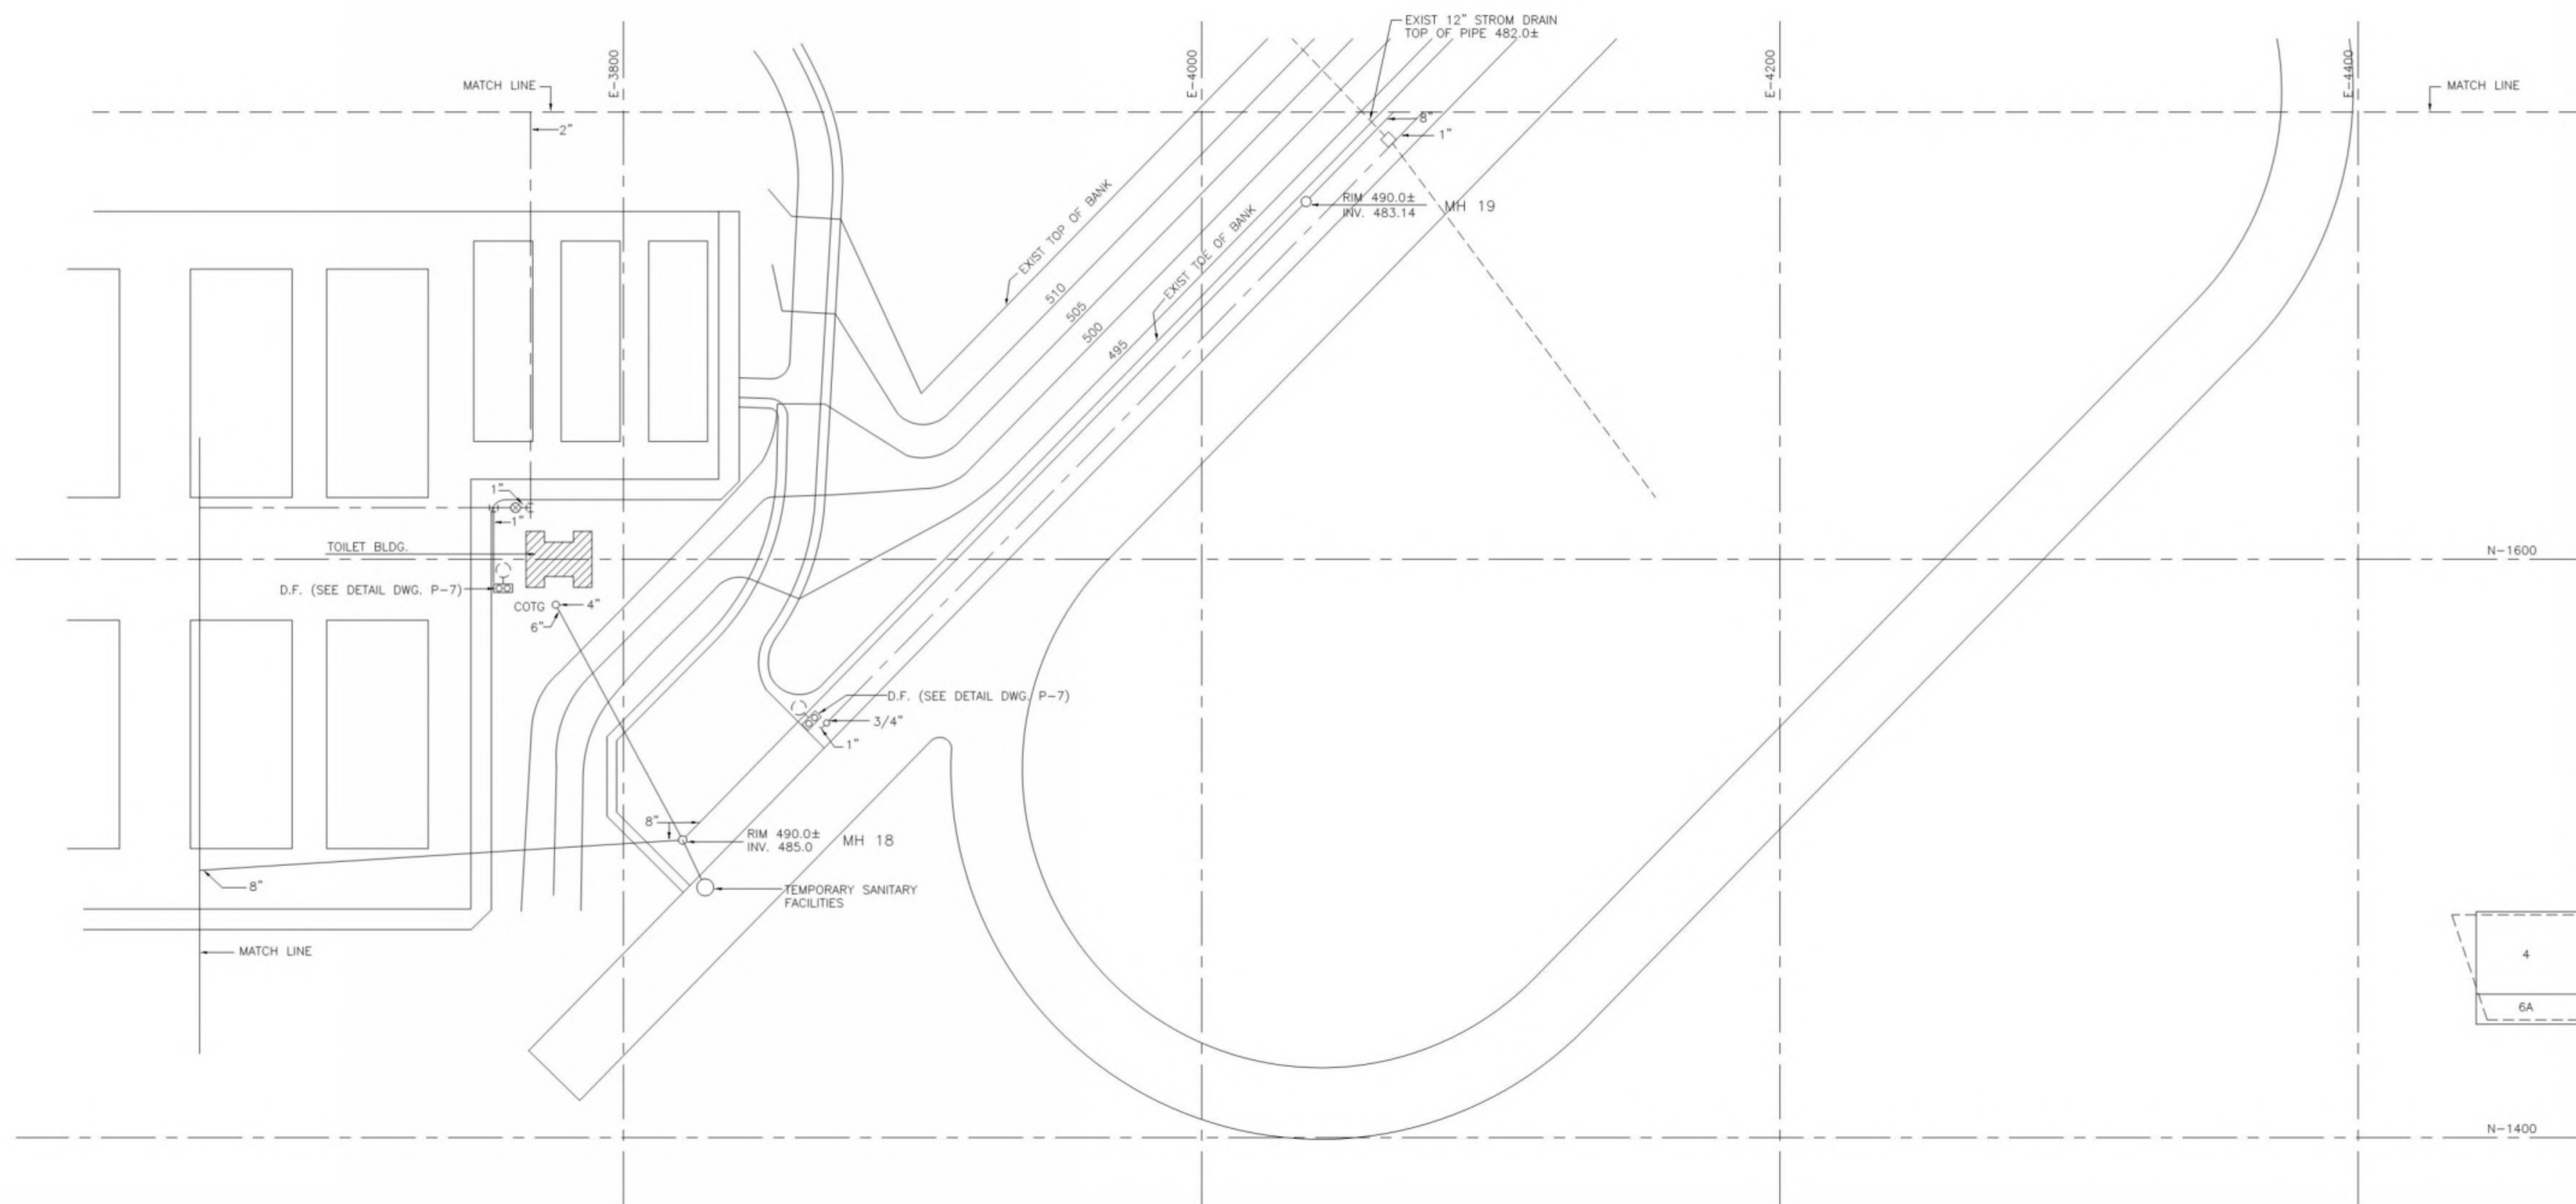 EXIST 12" STROM DRAIN
TOP OF PIPE 482.0±
E-3800
E-4000
E-4200
E-4400
MATCH LINE
MATCH LINE
2"
8"
1"
RIM 490.0±
INV. 483.14
MH 19
EXIST TOP OF BANK
EXIST TOE OF BANK
510
505
500
495
1"
1"
TOILET BLDG.
N-1600
D.F. (SEE DETAIL DWG. P-7)
COTG
4"
6"
D.F. (SEE DETAIL DWG. P-7)
3/4"
1"
8"
RIM 490.0±
INV. 485.0
MH 18
8"
TEMPORARY SANITARY
FACILITIES
MATCH LINE
4
6A
N-1400